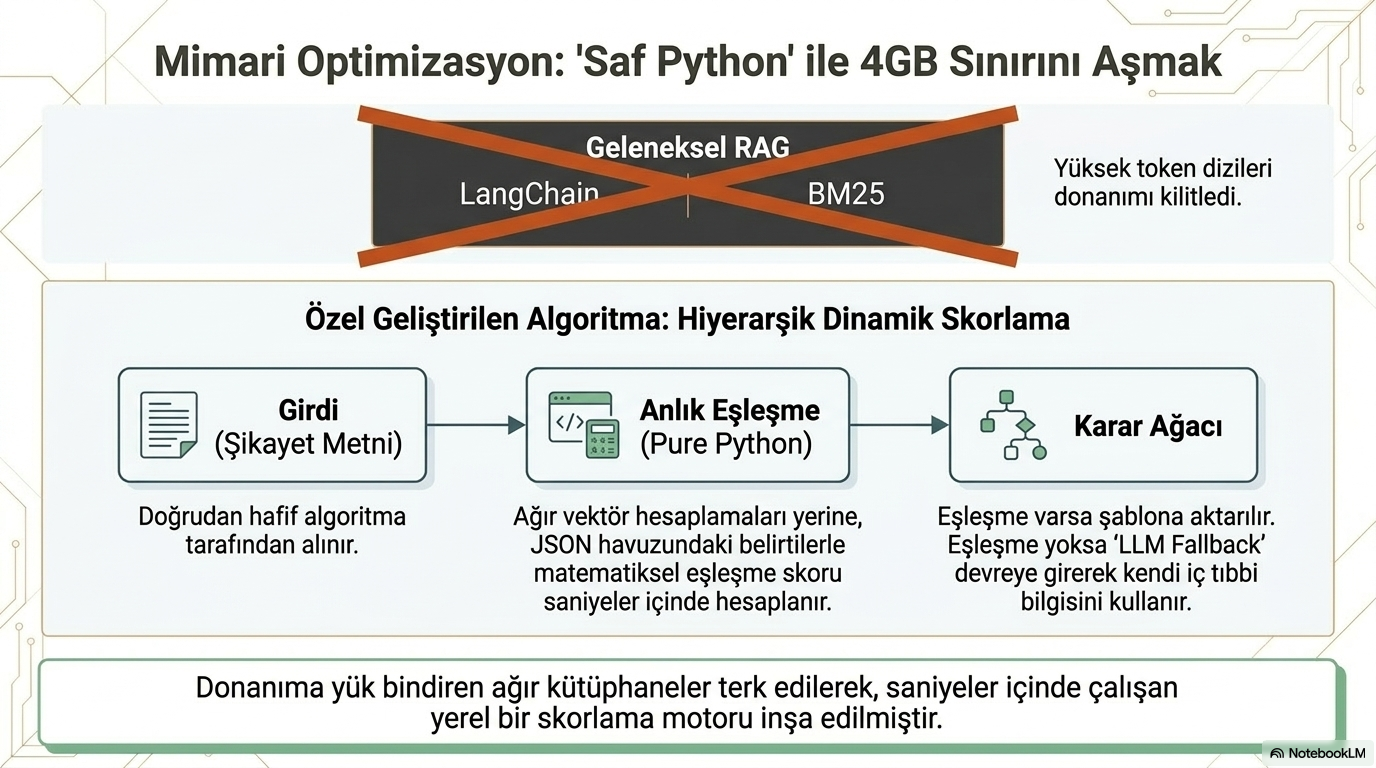 Mimari Optimizasyon: 'Saf Python' ile 4GB Sınırını Aşmak
Geleneksel RAG
LangChain
BM25
Yüksek token dizileri
donanımı kilitledi.
Özel Geliştirilen Algoritma: Hiyerarşik Dinamik Skorlama
Girdi
(Şikayet Metni)
Doğrudan hafif algoritma
tarafından alınır.
Anlık Eşleşme
(Pure Python)
Ağır vektör hesaplamaları yerine,
JSON havuzundaki belirtilerle
matematiksel eşleşme skoru
saniyeler içinde hesaplanır.
Karar Ağacı
Eşleşme varsa şablona aktarılır.
Eşleşme yoksa ‘LLM Fallback’
devreye girerek kendi iç tıbbi
bilgisini kullanır.
Donanıma yük bindiren ağır kütüphaneler terk edilerek, saniyeler içinde çalışan
yerel bir skorlama motoru inşa edilmiştir.
NotebookLM